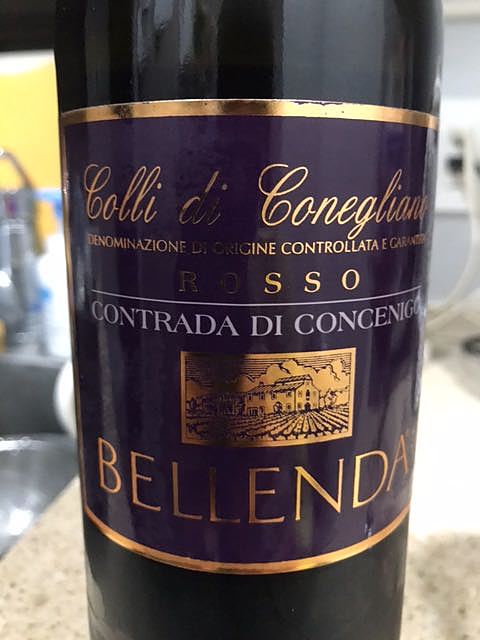 Colli di Conegliano
DENOMINAZIONE DI ORIGINE CONTROLLATA E GARANTITA
ROSSO
CONTRADA DI CONCENIGO
BELLENDA